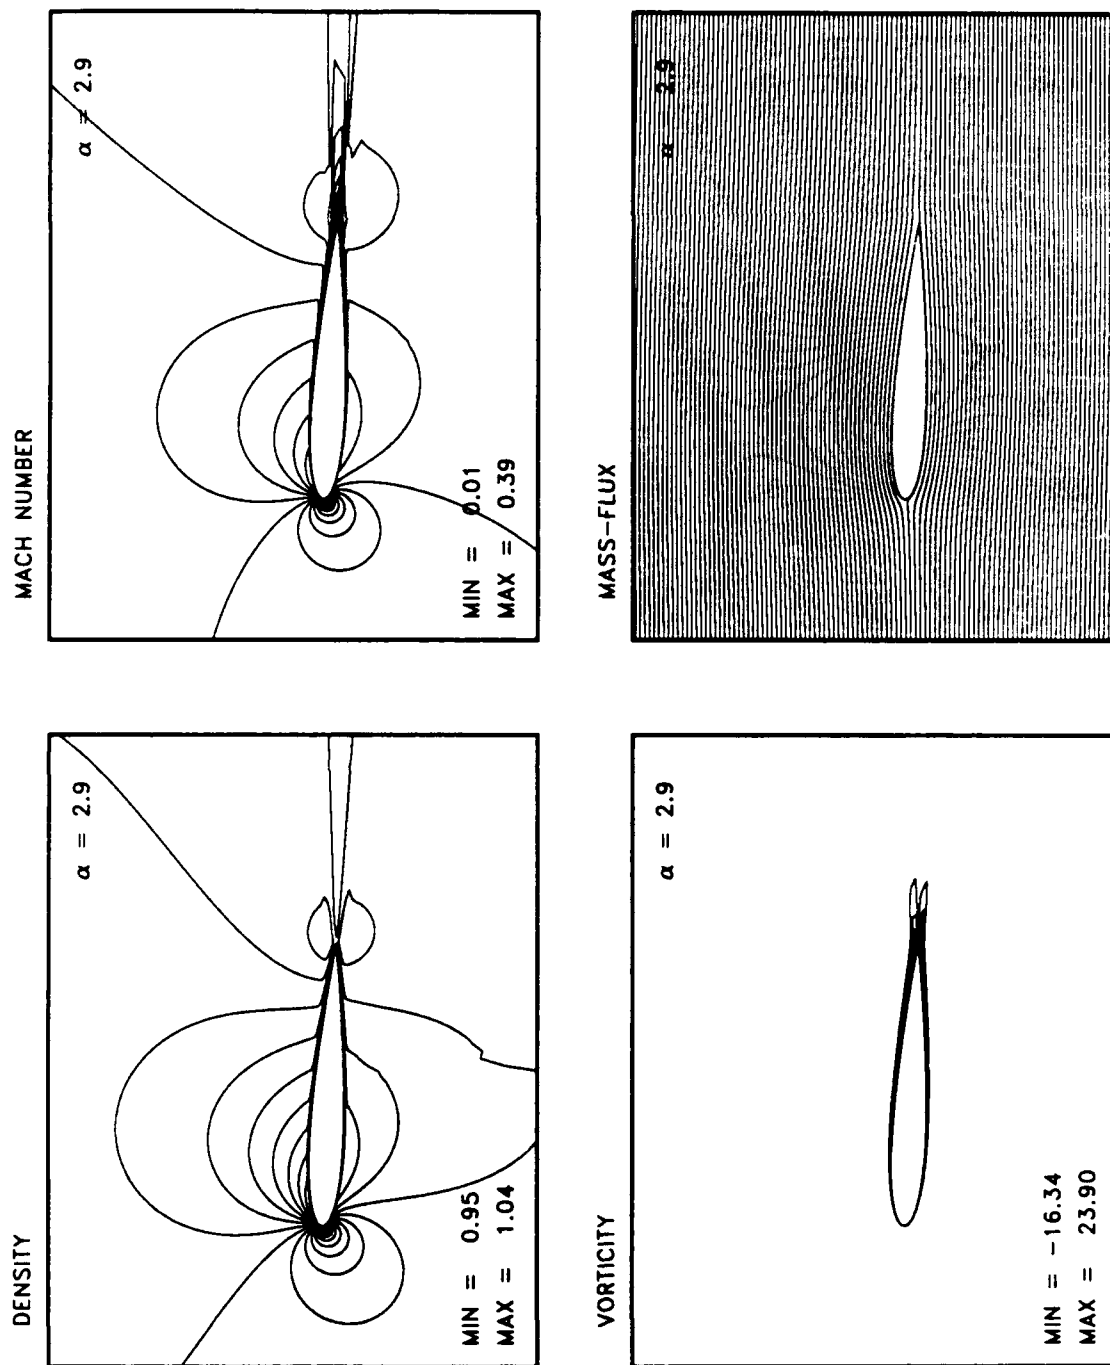 DENSITY
α = 2.9
MIN = 0.95
MAX = 1.04
MACH NUMBER
α = 2.9
MIN = 0.01
MAX = 0.39
VORTICITY
α = 2.9
MIN = -16.34
MAX = 23.90
MASS-FLUX
α 2.9